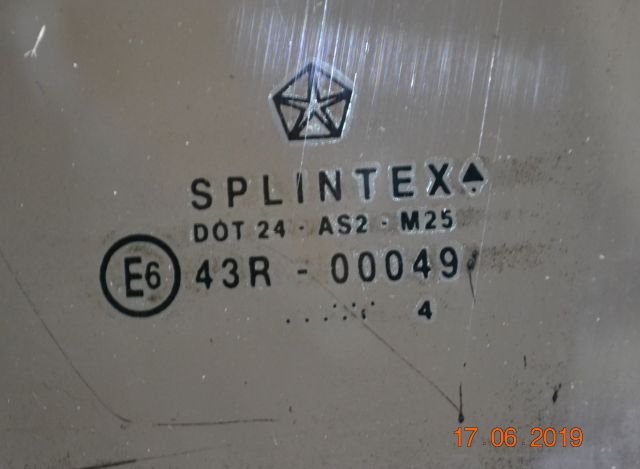 SPLINTEX
DOT 24 · AS2 · M25
E6 43R - 00049
4
17.06.2019